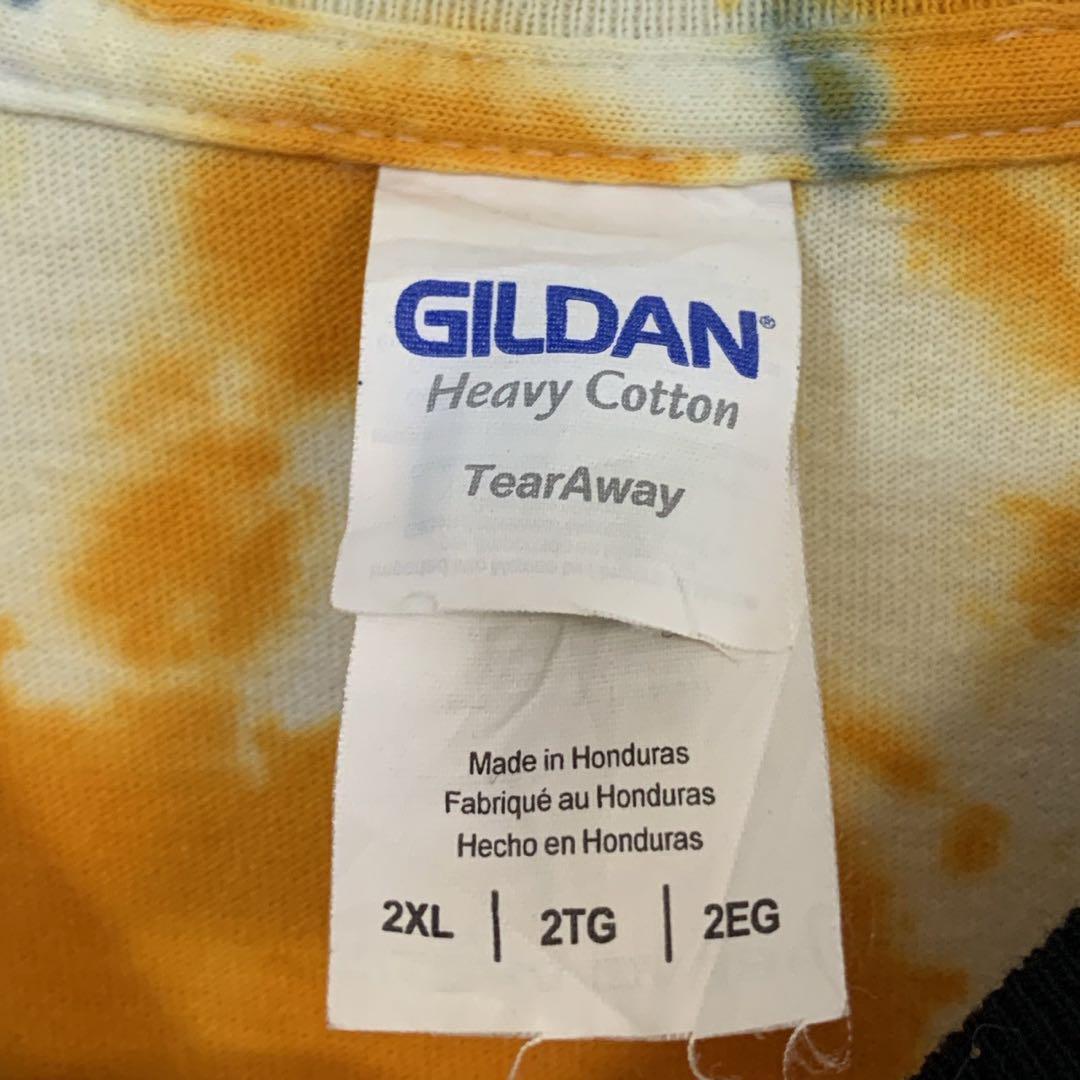 GILDAN®
Heavy Cotton
TearAway
Made in Honduras
Fabriqué au Honduras
Hecho en Honduras
2XL | 2TG | 2EG